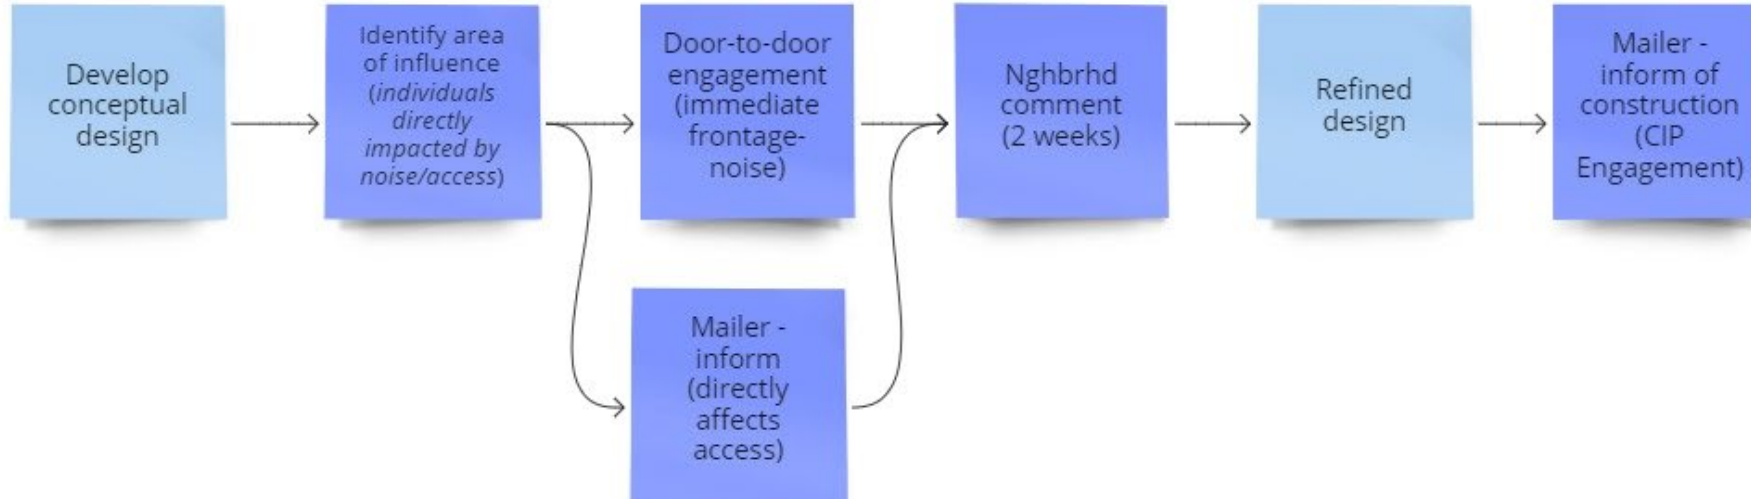 Develop
conceptual
design
Identify area
of influence
(individuals
directly
impacted by
noise/access)
Door-to-door
engagement
(immediate
frontage-
noise)
Mailer -
inform
(directly
affects
access)
Nghbrhd
comment
(2 weeks)
Refined
design
Mailer -
inform of
construction
(CIP
Engagement)